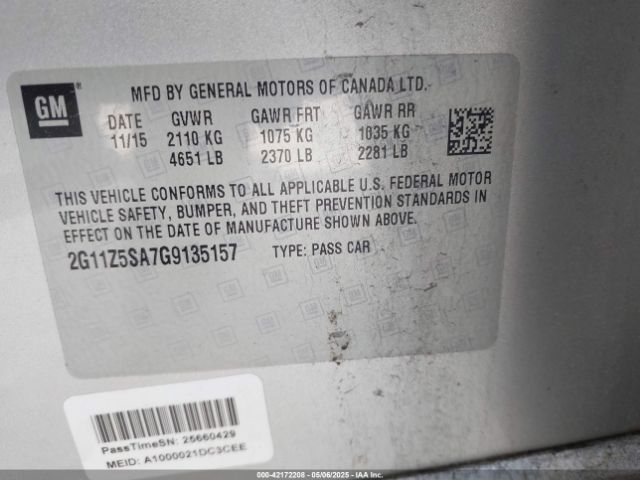 GM ®
MFD BY GENERAL MOTORS OF CANADA LTD.
DATE GVWR GAWR FRT GAWR RR
11/15 2110 KG 1075 KG 1035 KG
4651 LB 2370 LB 2281 LB
THIS VEHICLE CONFORMS TO ALL APPLICABLE U.S. FEDERAL MOTOR
VEHICLE SAFETY, BUMPER, AND THEFT PREVENTION STANDARDS IN
EFFECT ON THE DATE OF MANUFACTURE SHOWN ABOVE.
2G11Z5SA7G9135157 TYPE: PASS CAR
PassTimeSN: 25660429
MEID: A1000021DC3CEE
000-42172208 - 05/06/2025 - © IAA Inc.